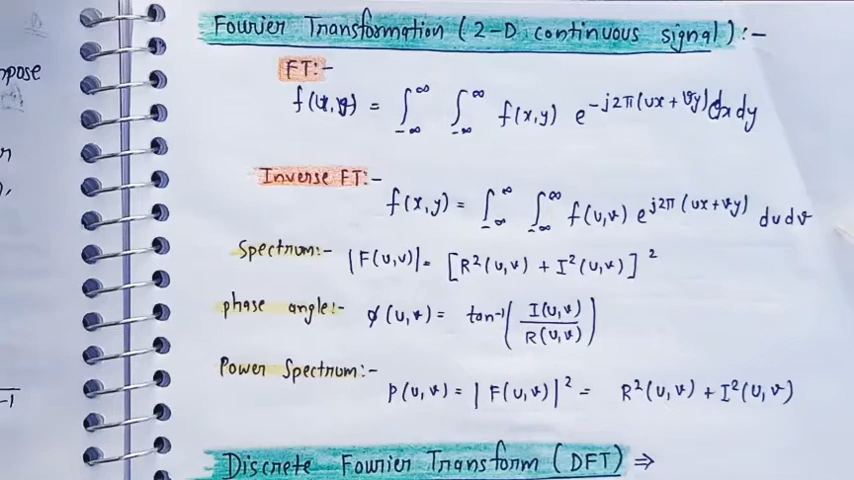 Fourier Transformation (2-D continuous signal):-
FT:-
f(u,v) = ∫_{-∞}^{∞} ∫_{-∞}^{∞} f(x,y) e^{-j2π(ux+vy)} dx dy
Inverse FT:-
f(x,y) = ∫_{-∞}^{∞} ∫_{-∞}^{∞} f(u,v) e^{j2π(ux+vy)} du dv
Spectrum:- |F(u,v)| = [R²(u,v) + I²(u,v)]²
phase angle:- ϕ(u,v) = tan⁻¹(I(u,v)/R(u,v))
Power Spectrum:-
P(u,v) = |F(u,v)|² = R²(u,v) + I²(u,v)
Discrete Fourier Transform (DFT) ⇒